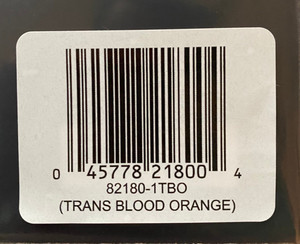 0 45778 21800 4
82180-1TBO
(TRANS BLOOD ORANGE)